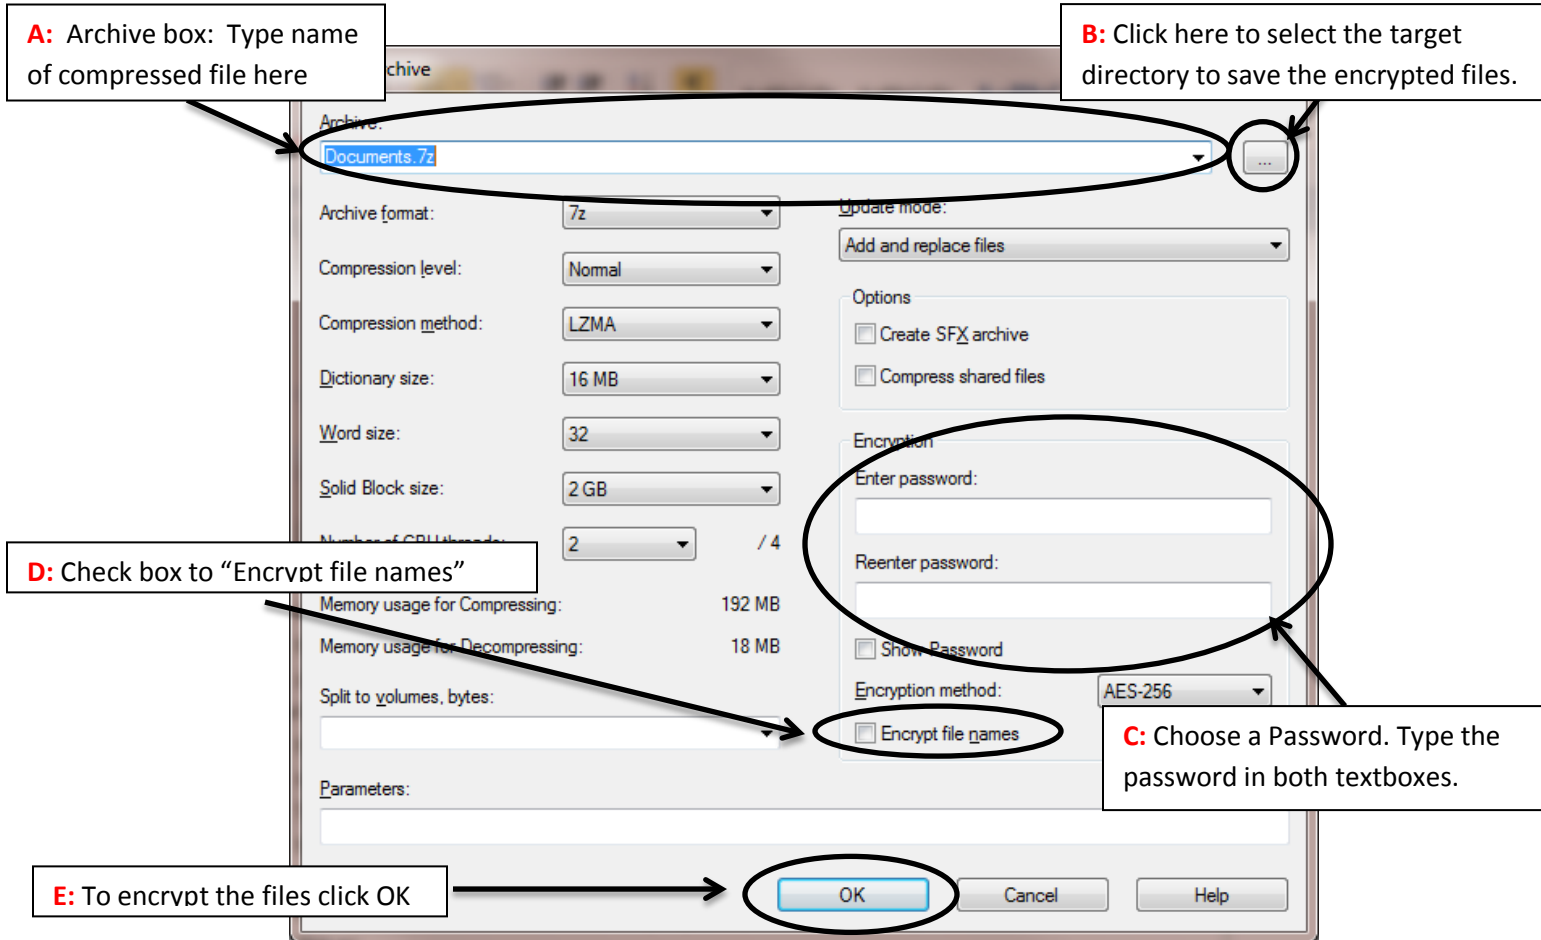 A: Archive box: Type name
of compressed file here
B: Click here to select the target
directory to save the encrypted files.
chive
Archive:
Documents.7z
...
Archive format:
7z
Update mode:
Add and replace files
Compression level:
Normal
Options
Compression method:
LZMA
Create SFX archive
Dictionary size:
16 MB
Compress shared files
Word size:
32
Encryption
Enter password:
Solid Block size:
2 GB
Number of CPU threads:
2
/ 4
Reenter password:
D: Check box to “Encrypt file names”
Memory usage for Compressing:
192 MB
Memory usage for Decompressing:
18 MB
Show Password
Encryption method:
AES-256
Split to volumes, bytes:
Encrypt file names
C: Choose a Password. Type the
password in both textboxes.
Parameters:
E: To encrypt the files click OK
OK
Cancel
Help